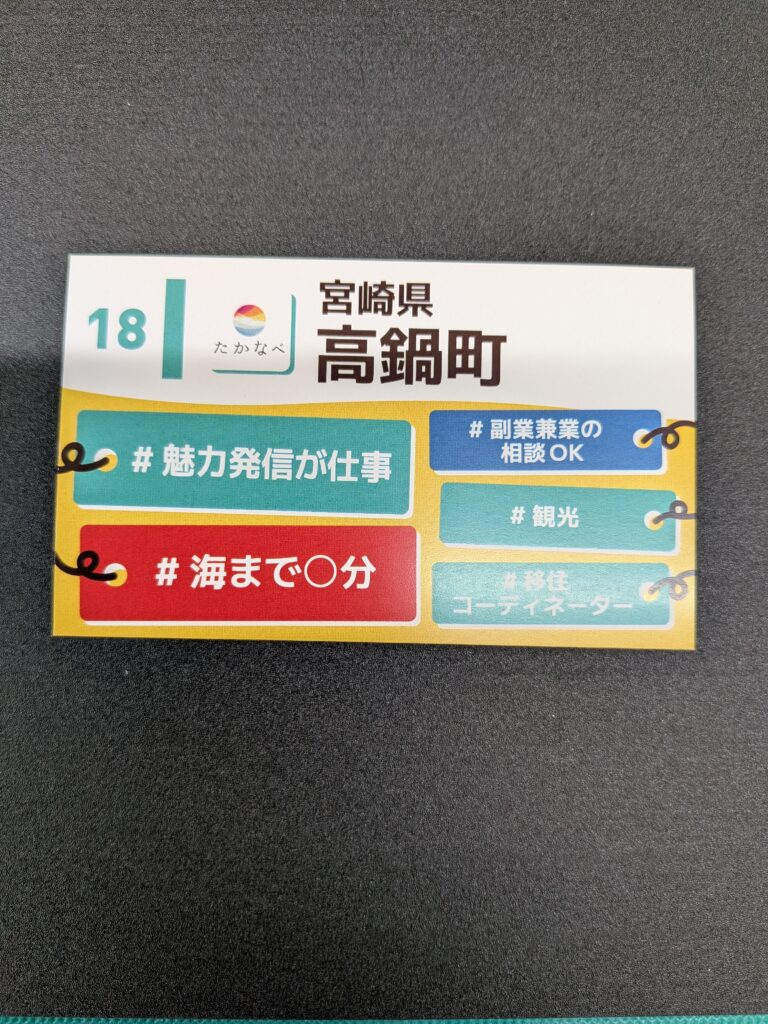 18
たかなべ
宮崎県
高鍋町
# 魅力発信が仕事
# 海まで○分
# 副業兼業の
相談OK
# 観光
# 移住
コーディネーター